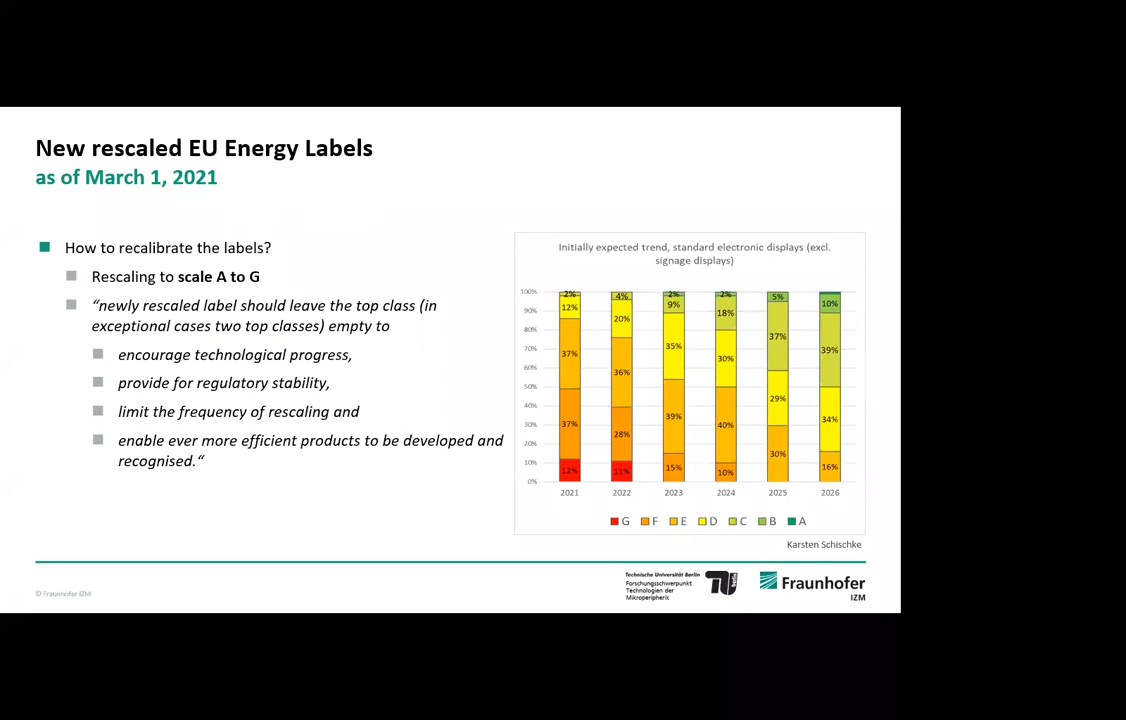 New rescaled EU Energy Labels
as of March 1, 2021
How to recalibrate the labels?
Rescaling to scale A to G
“newly rescaled label should leave the top class (in
exceptional cases two top classes) empty to
encourage technological progress,
provide for regulatory stability,
limit the frequency of rescaling and
enable ever more efficient products to be developed and
recognised.“
Initially expected trend, standard electronic displays (excl.
signage displays)
100%
90%
80%
70%
60%
50%
40%
30%
20%
10%
0%
2%
12%
37%
37%
12%
4%
20%
36%
28%
11%
2%
9%
35%
39%
15%
2%
18%
30%
40%
10%
5%
37%
29%
30%
10%
39%
34%
16%
2021 2022 2023 2024 2025 2026
G F E D C B A
Karsten Schischke
© Fraunhofer IZM
Technische Universität Berlin
Forschungsschwerpunkt
Technologien der
Mikroperipherik
berlin
Fraunhofer
IZM